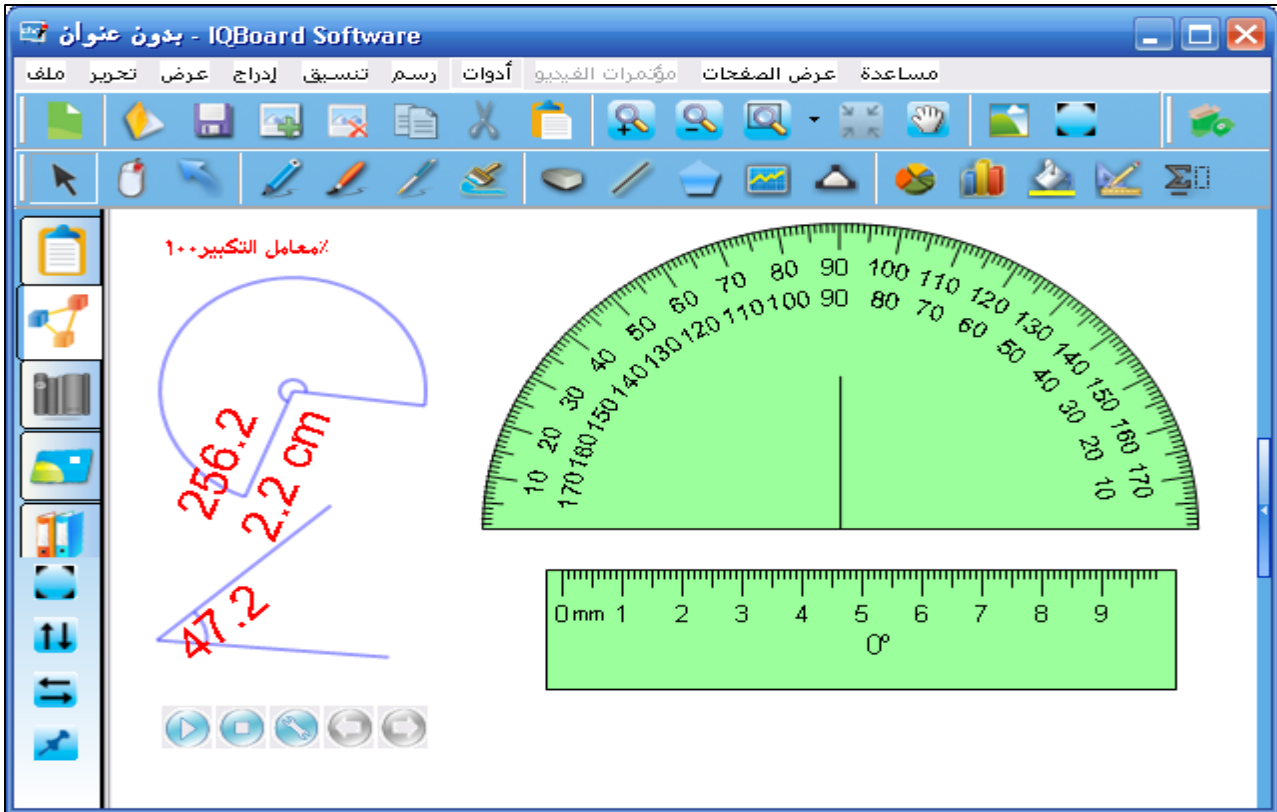 IQBoard Software - بدون عنوان
ملف تحرير عرض إدراج تنسيق رسم أدوات مؤتمرات الفيديو عرض الصفحات مساعدة
معامل التكبير١٠٠٪
256.2
2.2 cm
47.2
10 20 30 40 50 60 70 80 90 100 110 120 130 140 150 160 170
170 160 150 140 130 120 110 100 90 80 70 60 50 40 30 20 10
0 mm 1 2 3 4 5 6 7 8 9
0º